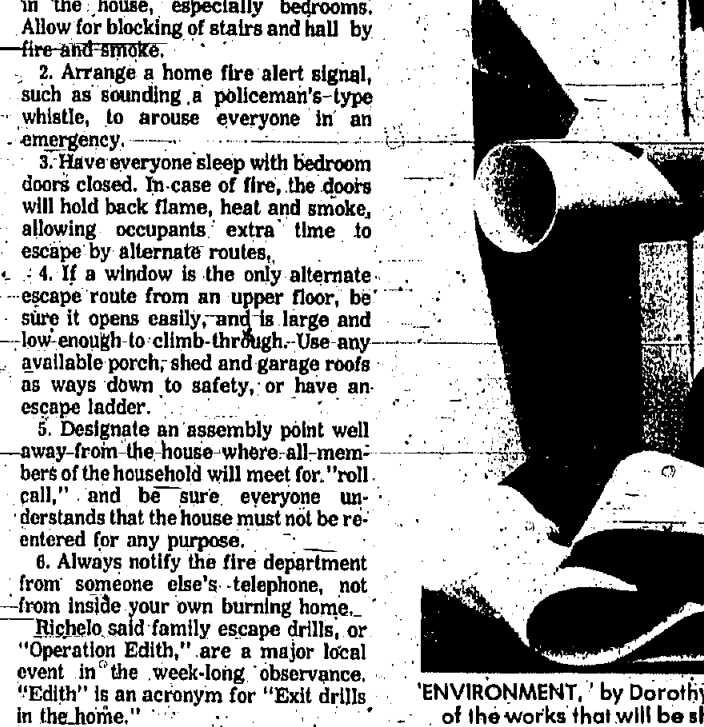 in the house, especially bedrooms.
Allow for blocking of stairs and hall by
fire and smoke.
2. Arrange a home fire alert signal,
such as sounding a policeman's-type
whistle, to arouse everyone in an
emergency.
3. Have everyone sleep with bedroom
doors closed. In case of fire, the doors
will hold back flame, heat and smoke,
allowing occupants extra time to
escape by alternate routes.
4. If a window is the only alternate
escape route from an upper floor, be
sure it opens easily, and is large and
low enough to climb through. Use any
available porch, shed and garage roofs
as ways down to safety, or have an
escape ladder.
5. Designate an assembly point well
away from the house where all mem-
bers of the household will meet for "roll
call," and be sure everyone un-
derstands that the house must not be re-
entered for any purpose.
6. Always notify the fire department
from someone else's telephone, not
from inside your own burning home.
Richelo said family escape drills, or
"Operation Edith," are a major local
event in the week-long observance.
"Edith" is an acronym for "Exit drills
in the home."
'ENVIRONMENT,' by Dorothy
of the works that will be